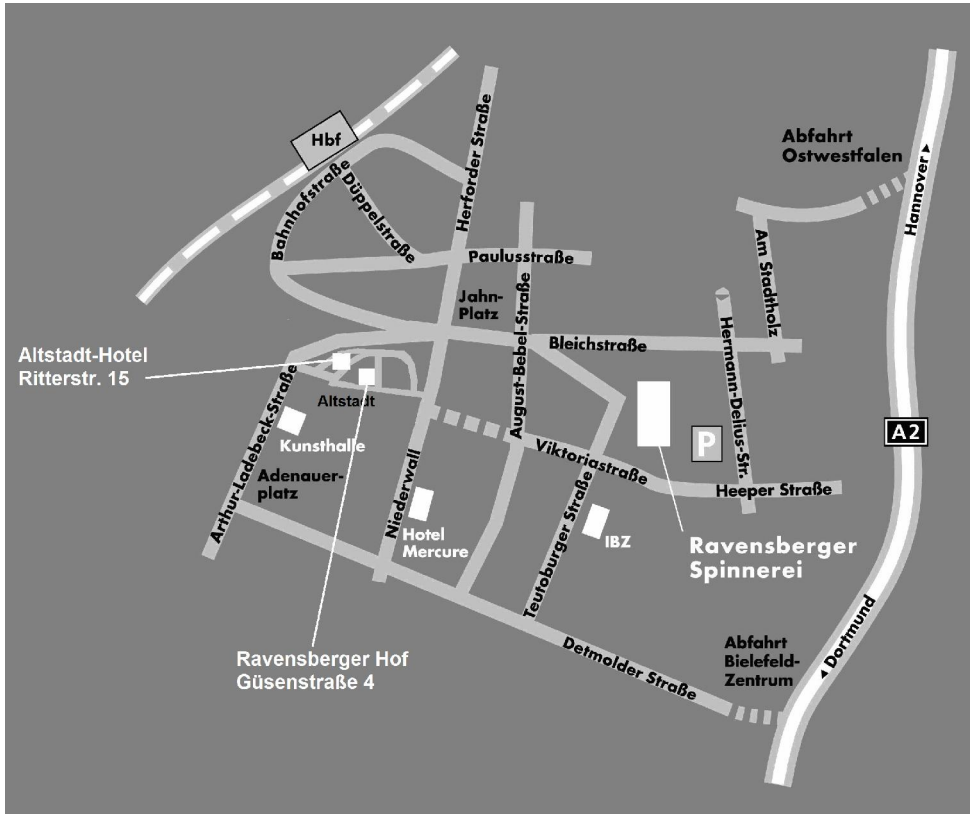 Hbf
Abfahrt
Ostwestfalen
Hannover
Herforder Straße
Bahnhofstraße
Düppelstraße
Paulusstraße
Am Stadtholz
Jahn-
Platz
August-Bebel-Straße
Bleichstraße
Hermann-Delius-Str.
Altstadt-Hotel
Ritterstr. 15
Altstadt
Arthur-Ladebeck-Straße
Kunsthalle
Adenauer-
platz
Niederwall
Hotel
Mercure
Viktoriastraße
P
A2
Heeper Straße
Teutoburger Straße
IBZ
Ravensberger
Spinnerei
Ravensberger Hof
Güsenstraße 4
Detmolder Straße
Abfahrt
Bielefeld-
Zentrum
Dortmund